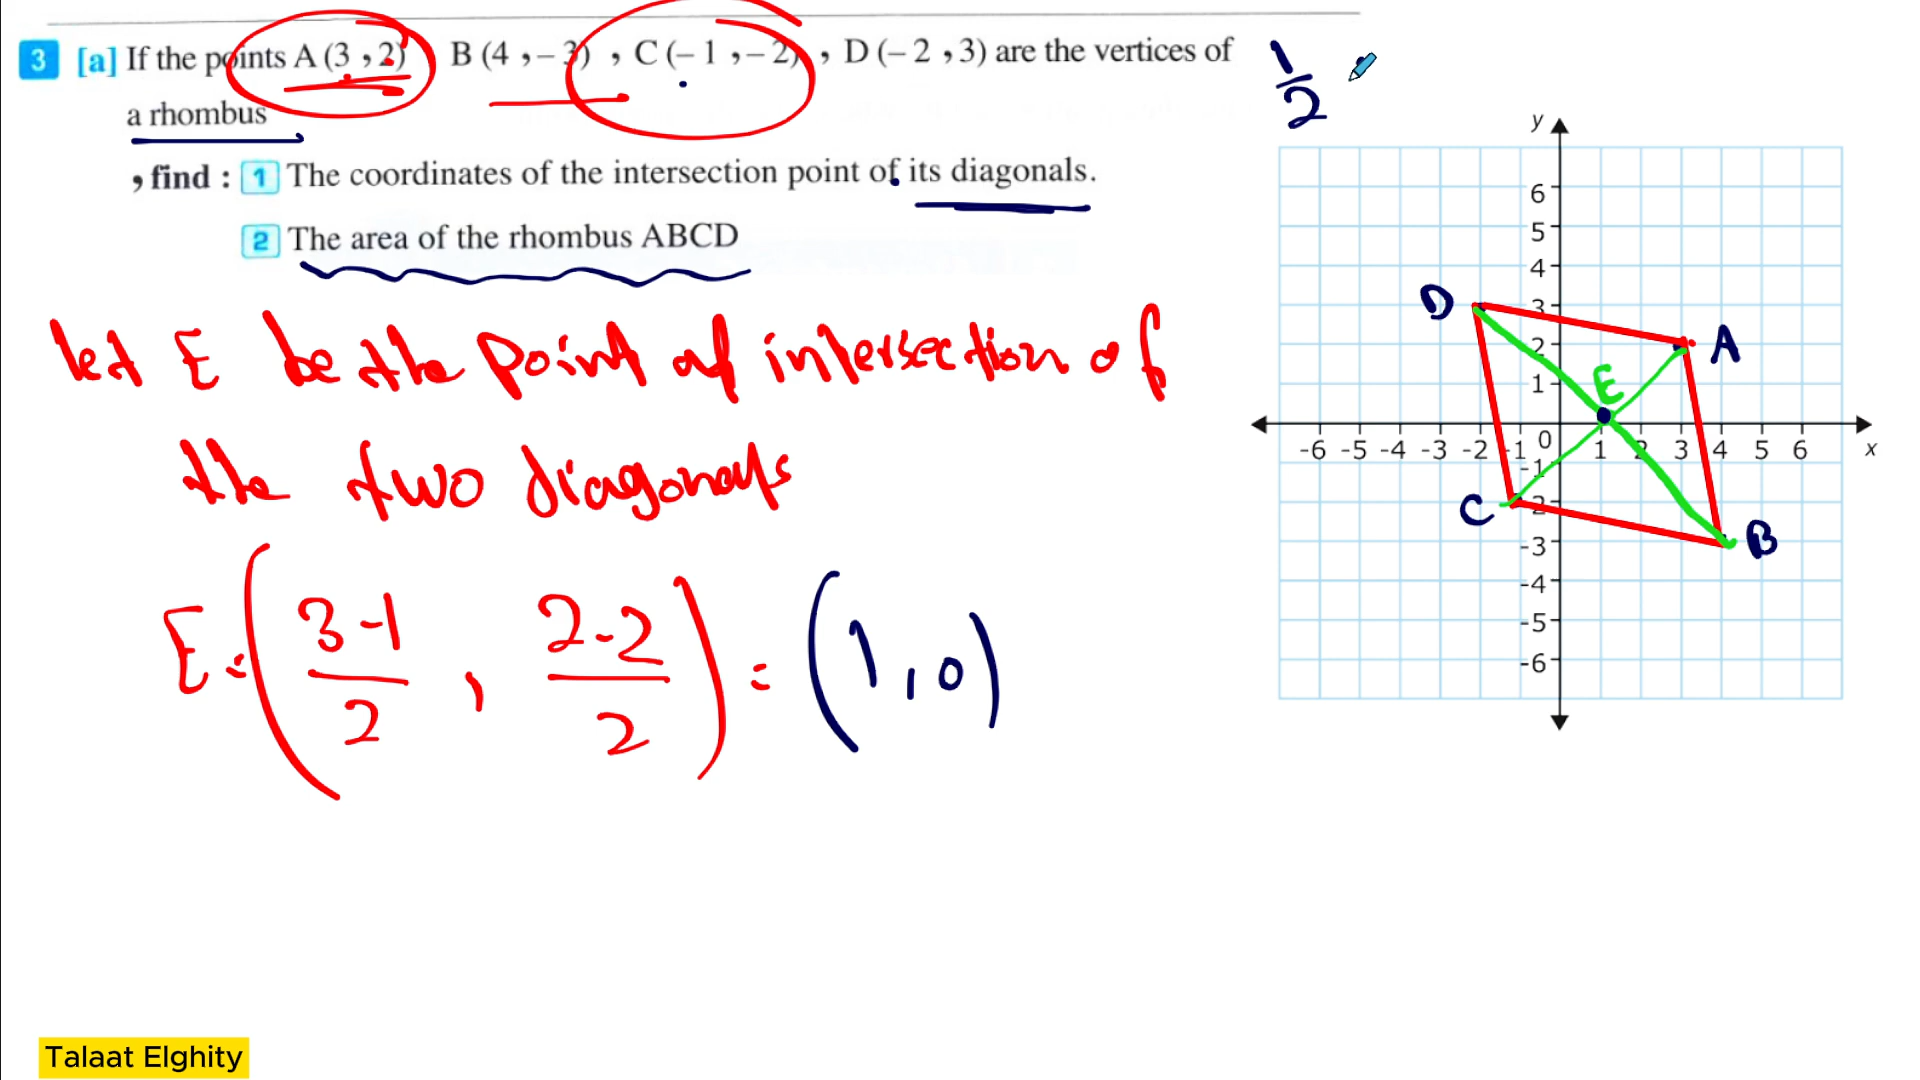 3 [a] If the points A (3 , 2) B (4 , – 3) , C (– 1 , – 2) , D (– 2 , 3) are the vertices of
a rhombus
, find : 1 The coordinates of the intersection point of its diagonals.
2 The area of the rhombus ABCD
1/2
let E be the point of intersection of
the two diagonals
E = ( 3-1/2 , 2-2/2 ) = (1 , 0)
y
6
5
4
D 3
2 A
1 E
-6 -5 -4 -3 -2 -1 0 1 2 3 4 5 6 x
-1
C -2
-3 B
-4
-5
-6
Talaat Elghity